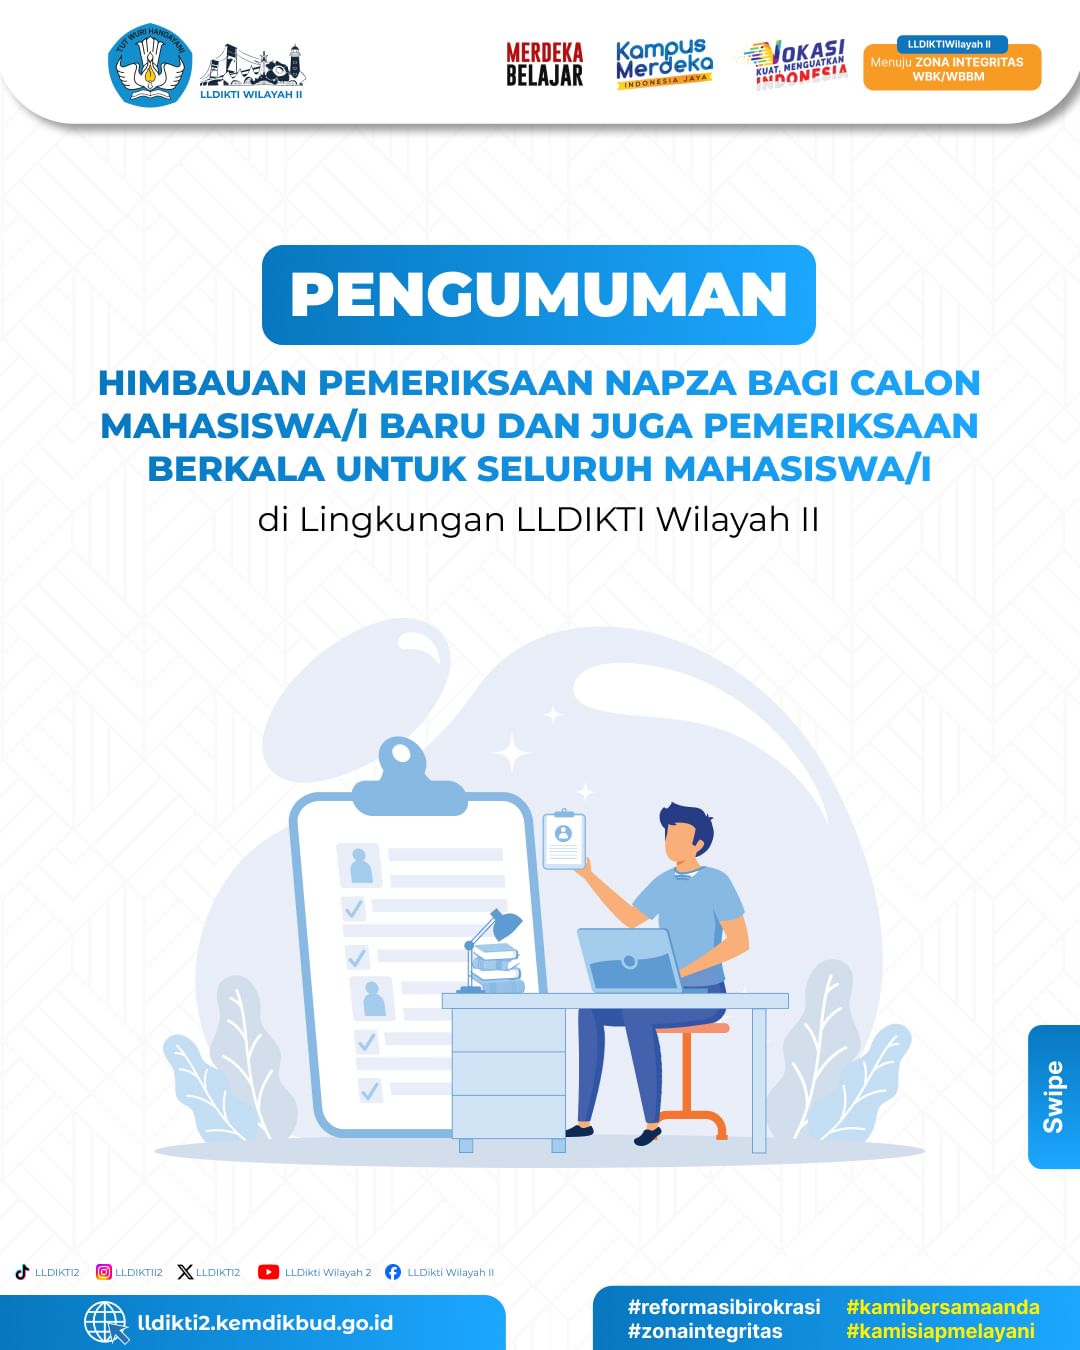 TUT WURI HANDAYANI
LLDIKTI WILAYAH II
MERDEKA
BELAJAR
Kampus
Merdeka
INDONESIA JAYA
VOKASI
KUAT, MENGUATKAN
INDONESIA
LLDIKTIWilayah II
Menuju ZONA INTEGRITAS
WBK/WBBM
PENGUMUMAN
HIMBAUAN PEMERIKSAAN NAPZA BAGI CALON
MAHASISWA/I BARU DAN JUGA PEMERIKSAAN
BERKALA UNTUK SELURUH MAHASISWA/I
di Lingkungan LLDIKTI Wilayah II
Swipe
LLDIKTI2 LLDIKTII2 LLDIKTI2 LLDikti Wilayah 2 LLDikti Wilayah II
lldikti2.kemdikbud.go.id
#reformasibirokrasi #kamibersamaanda
#zonaintegritas #kamisiapmelayani